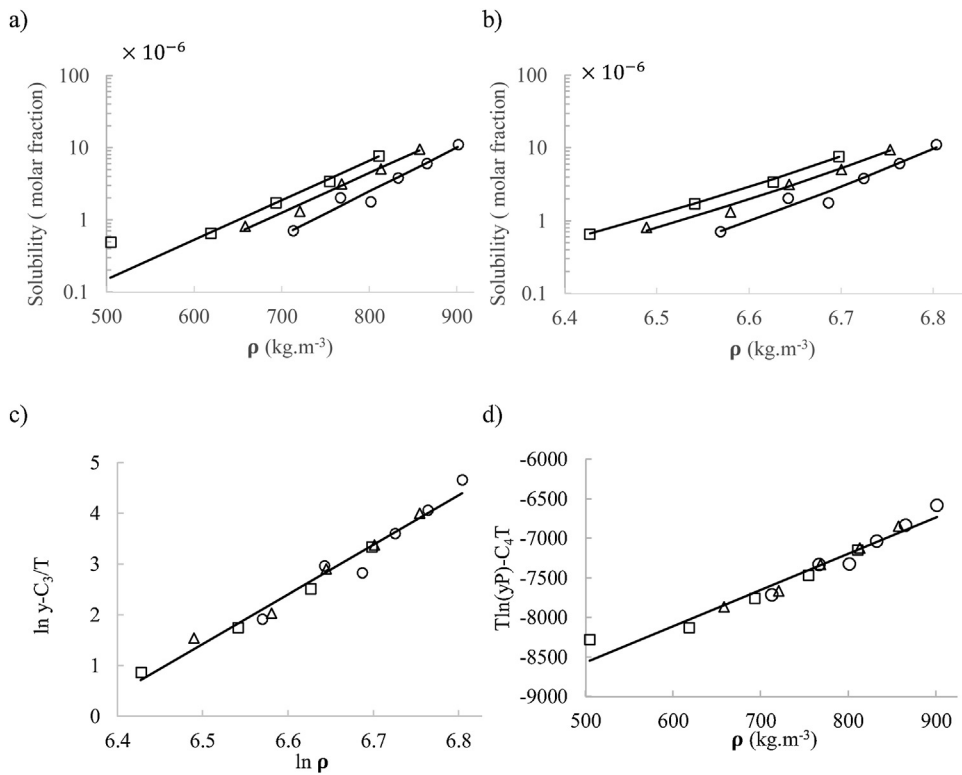 a)
× 10⁻⁶
Solubility ( molar fraction)
100
10
1
0.1
500 600 700 800 900
ρ (kg.m⁻³)
b)
× 10⁻⁶
Solubility ( molar fraction)
100
10
1
0.1
6.4 6.5 6.6 6.7 6.8
ρ (kg.m⁻³)
c)
ln y-C₃/T
5
4
3
2
1
0
6.4 6.5 6.6 6.7 6.8
ln ρ
d)
Tln(yP)-C₄T
-6000
-6500
-7000
-7500
-8000
-8500
-9000
500 600 700 800 900
ρ (kg.m⁻³)